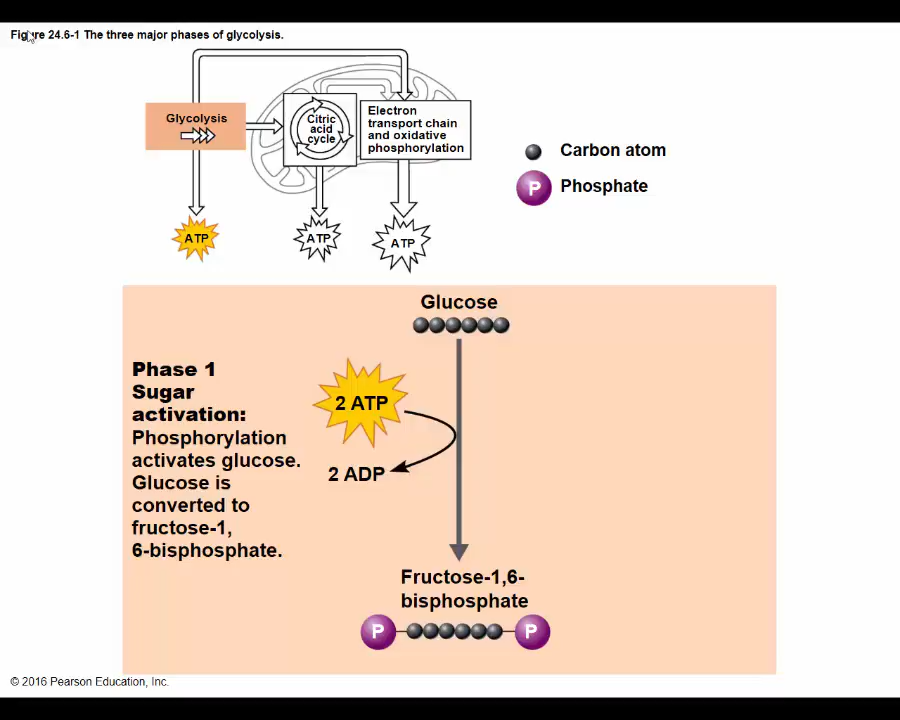 Figure 24.6-1 The three major phases of glycolysis.
Glycolysis
Citric
acid
cycle
Electron
transport chain
and oxidative
phosphorylation
Carbon atom
P Phosphate
ATP
ATP
ATP
Glucose
Phase 1
Sugar
activation:
Phosphorylation
activates glucose.
Glucose is
converted to
fructose-1,
6-bisphosphate.
2 ATP
2 ADP
Fructose-1,6-
bisphosphate
P P
© 2016 Pearson Education, Inc.